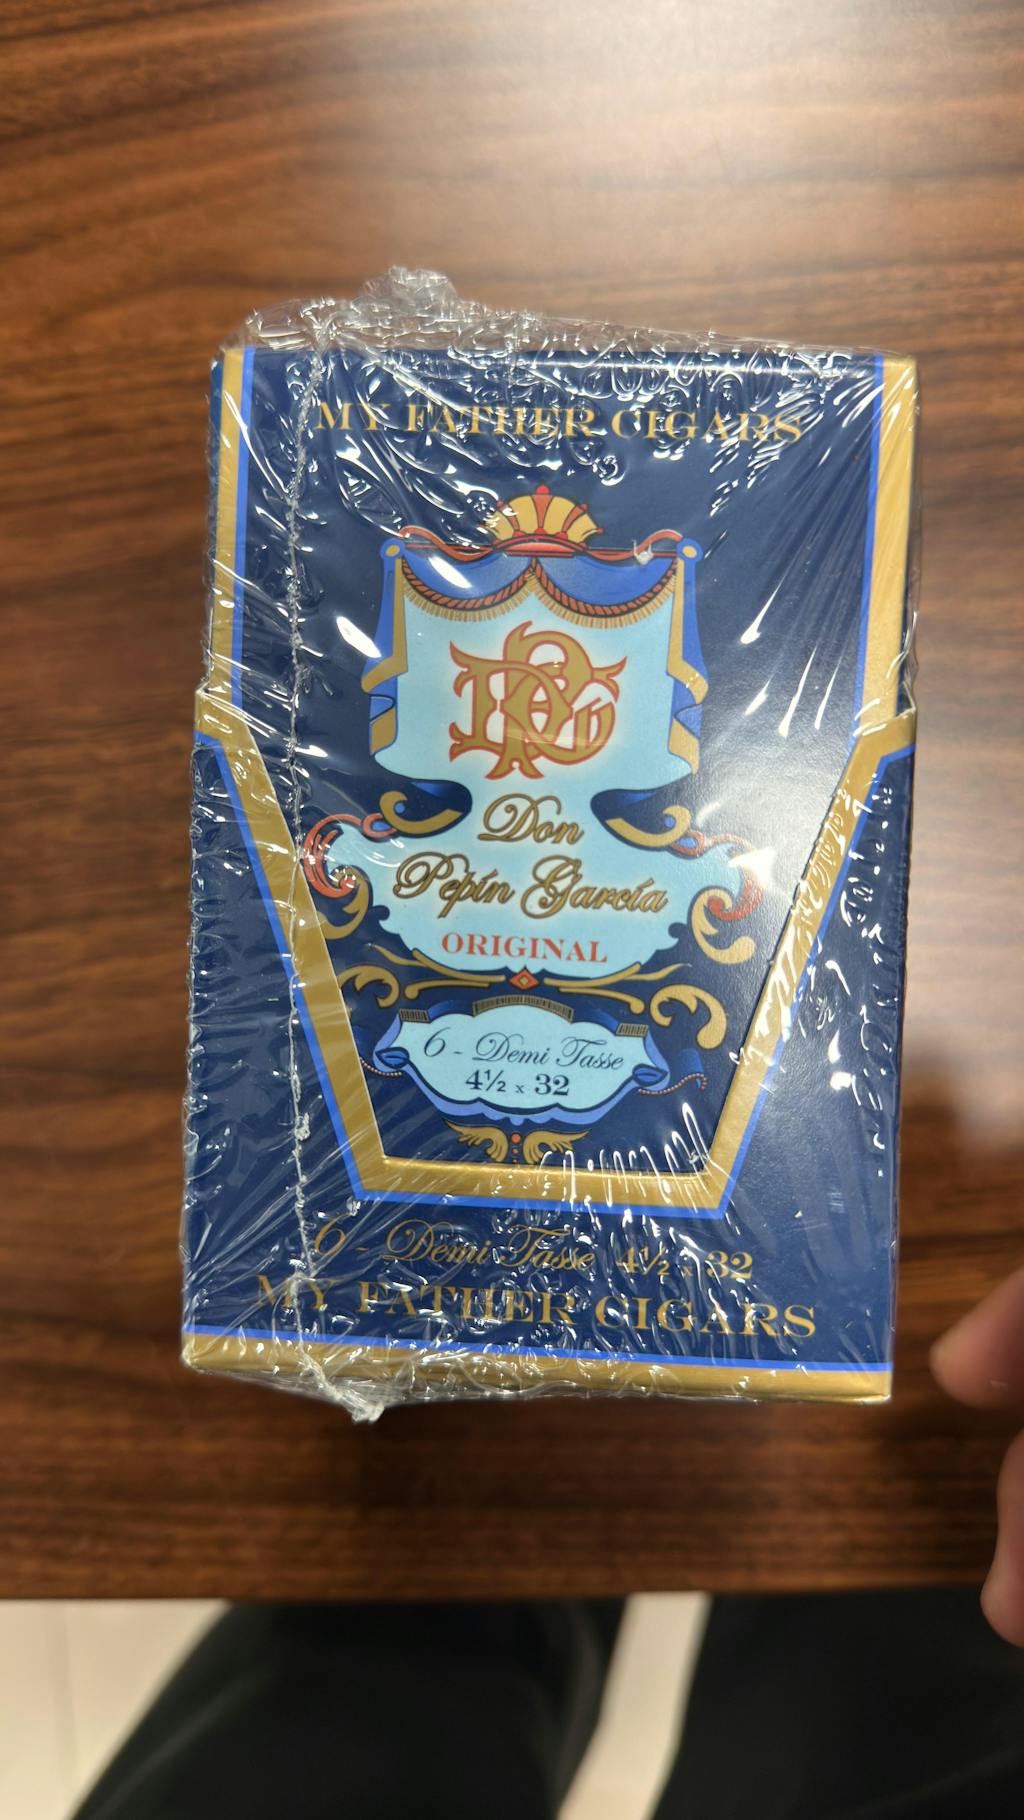 MY FATHER CIGARS
DPG
Don
Pepín García
ORIGINAL
6 - Demi Tasse
4½ x 32
6 - Demi Tasse 4½ x 32
MY FATHER CIGARS